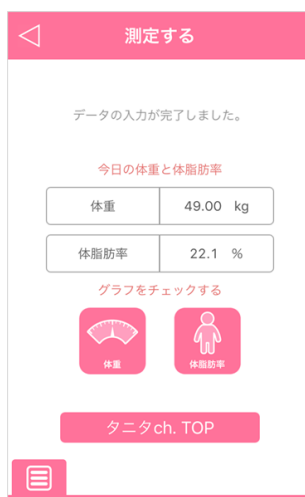 測定する
データの入力が完了しました。
今日の体重と体脂肪率
体重 49.00 kg
体脂肪率 22.1 %
グラフをチェックする
体重 体脂肪率
タニタch. TOP